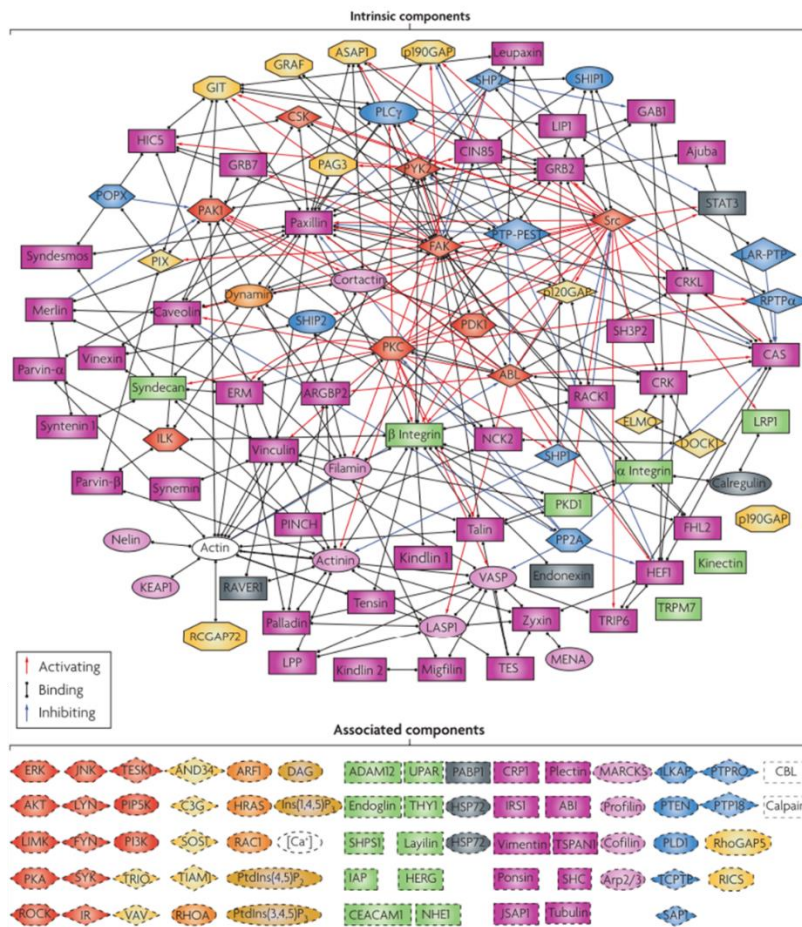 Intrinsic components
ASAP1
p190GAP
Leupaxin
GRAF
SHP2
SHIP1
GIT
PLCγ
GAB1
CSK
LIP1
HIC5
CIN85
Ajuba
GRB7
PAG3
PYK2
GRB2
POPX
STAT3
PAK1
Paxillin
Src
FAK
PTP-PEST
Syndesmos
PIX
LAR-PTP
Cortactin
CRKL
Dynamin
p120GAP
RPTPα
Merlin
Caveolin
SHIP2
PDK1
SH3P2
Vinexin
PKC
CAS
Parvin-α
ABL
CRK
Syndecan
ERM
ARGBP2
RACK1
Syntenin 1
ELMO
LRP1
ILK
β Integrin
NCK2
DOCK1
Vinculin
SHP1
Filamin
α Integrin
Parvin-β
Synemin
Calregulin
PKD1
PINCH
Talin
FHL2
p190GAP
Nelin
Actin
PP2A
Actinin
Kindlin 1
Kinectin
KEAP1
RAVER1
VASP
Endonexin
HEF1
Tensin
TRPM7
Palladin
LASP1
Zyxin
TRIP6
RCGAP72
LPP
Kindlin 2
Migfilin
TES
MENA
Activating
Binding
Inhibiting
Associated components
ERK JNK TESK1 AND34 ARF1 DAG ADAM12 UPAR PABP1 CRP1 Plectin MARCKS ILKAP PTPRO CBL
AKT LYN PIP5K C3G HRAS Ins[1,4,5]P Endoglin THY1 HSP72 IRS1 ABI Profilin PTEN PTP18 Calpain
LIMK FYN PI3K SOS1 RAC1 [Ca⁺] SHPS1 Layilin HSP72 Vimentin TSPAN1 Cofilin PLD1 RhoGAP5
PKA SYK TRIO TIAM1 PtdIns[4,5]P IAP HERG Ponsin SHC Arp2/3 TCPTP RICS
ROCK IR VAV RHOA PtdIns[3,4,5]P CEACAM1 NHE1 JSAP1 Tubulin SAP1